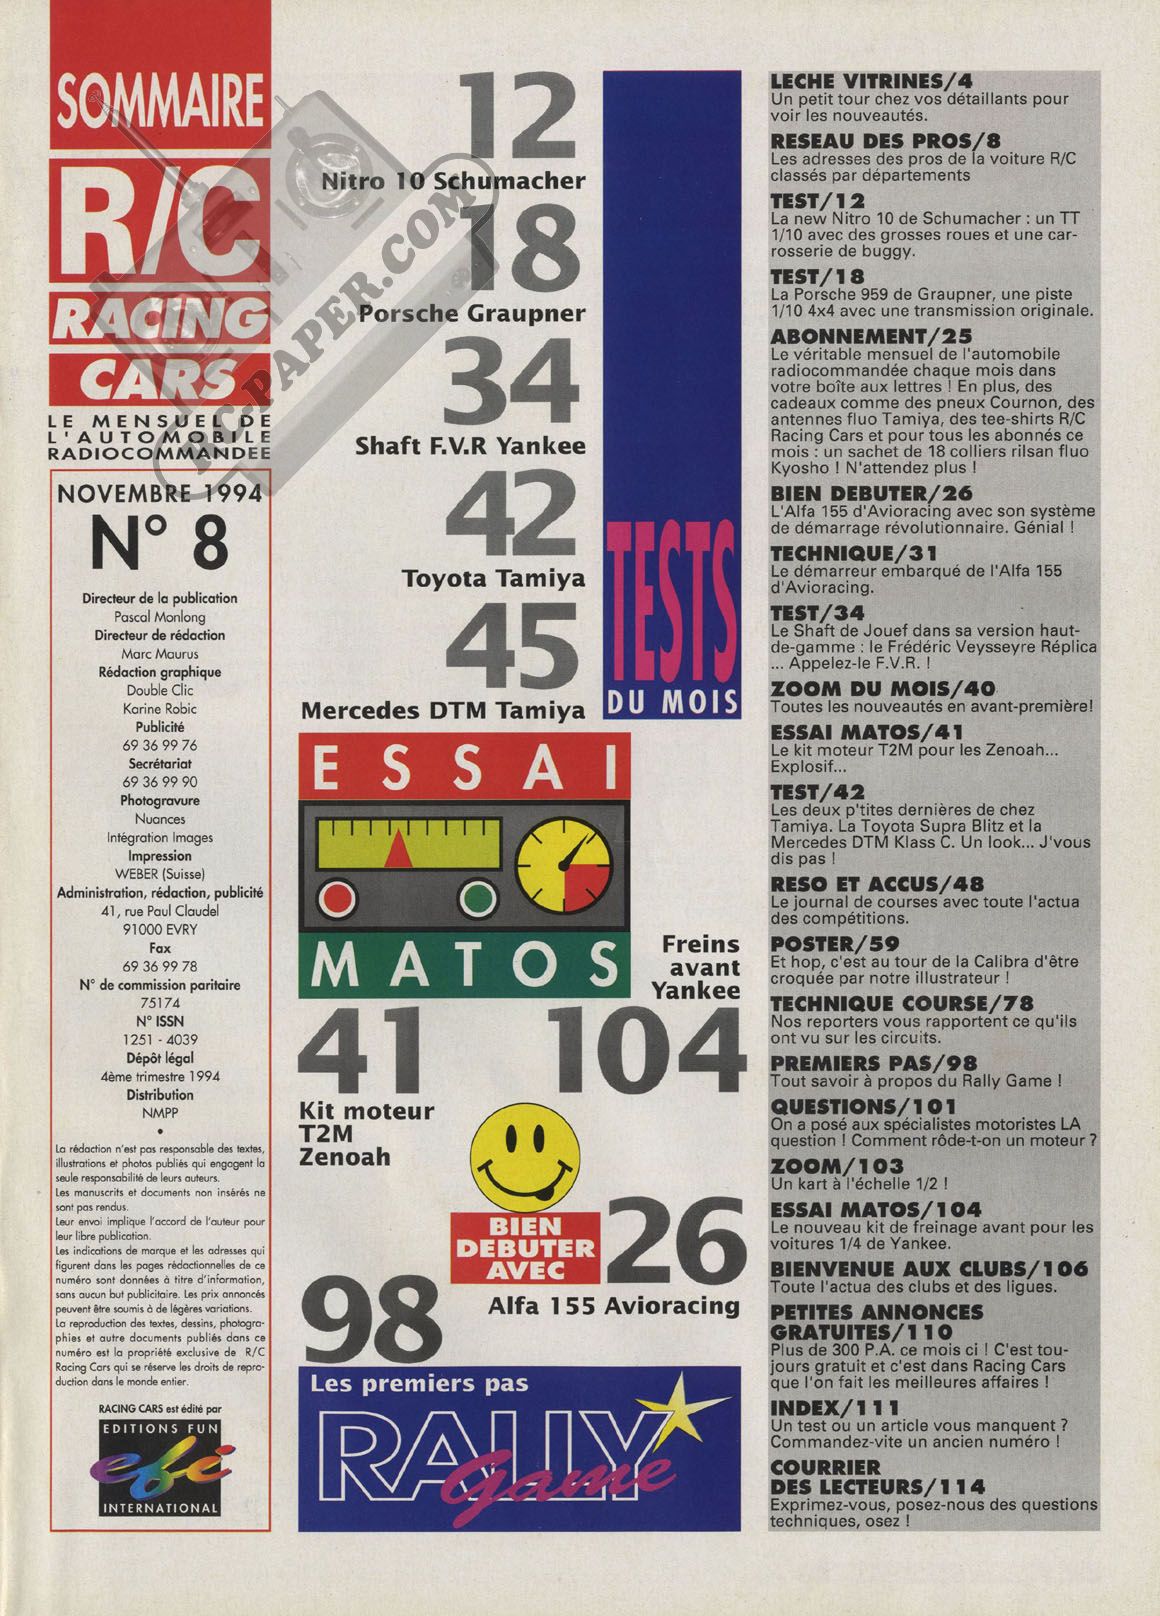 SOMMAIRE
R/C
RACING
CARS
LE MENSUEL DE
L'AUTOMOBILE
RADIOCOMMANDEE
NOVEMBRE 1994
N° 8
Directeur de la publication
Pascal Monlong
Directeur de rédaction
Marc Maurus
Rédaction graphique
Double Clic
Karine Robic
Publicité
69 36 99 76
Secrétariat
69 36 99 90
Photogravure
Nuances
Intégration Images
Impression
WEBER (Suisse)
Administration, rédaction, publicité
41, rue Paul Claudel
91000 EVRY
Fax
69 36 99 78
N° de commission paritaire
75174
N° ISSN
1251 - 4039
Dépôt légal
4ème trimestre 1994
Distribution
NMPP
•
La rédaction n'est pas responsable des textes,
illustrations et photos publiés qui engagent la
seule responsabilité de leurs auteurs.
Les manuscrits et documents non insérés ne
sont pas rendus.
Leur envoi implique l'accord de l'auteur pour
leur libre publication.
Les indications de marque et les adresses qui
figurent dans les pages rédactionnelles de ce
numéro sont données à titre d'information,
sans aucun but publicitaire. Les prix annoncés
peuvent être soumis à de légères variations.
La reproduction des textes, dessins, photogra-
phies et autre documents publiés dans ce
numéro est la propriété exclusive de R/C
Racing Cars qui se réserve les droits de repro-
duction dans le monde entier.
RACING CARS est édité par
EDITIONS FUN
efi
INTERNATIONAL
RC-PAPER.COM
12
Nitro 10 Schumacher
18
Porsche Graupner
34
Shaft F.V.R Yankee
42
Toyota Tamiya
45
Mercedes DTM Tamiya
TESTS
DU MOIS
ESSAI
MATOS
Freins
avant
Yankee
41
104
Kit moteur
T2M
Zenoah
BIEN
DEBUTER
AVEC
26
Alfa 155 Avioracing
98
Les premiers pas
RALLY
Game
LECHE VITRINES/4
Un petit tour chez vos détaillants pour
voir les nouveautés.
RESEAU DES PROS/8
Les adresses des pros de la voiture R/C
classés par départements
TEST/12
La new Nitro 10 de Schumacher : un TT
1/10 avec des grosses roues et une car-
rosserie de buggy.
TEST/18
La Porsche 959 de Graupner, une piste
1/10 4x4 avec une transmission originale.
ABONNEMENT/25
Le véritable mensuel de l'automobile
radiocommandée chaque mois dans
votre boîte aux lettres ! En plus, des
cadeaux comme des pneux Cournon, des
antennes fluo Tamiya, des tee-shirts R/C
Racing Cars et pour tous les abonnés ce
mois : un sachet de 18 colliers rilsan fluo
Kyosho ! N'attendez plus !
BIEN DEBUTER/26
L'Alfa 155 d'Avioracing avec son système
de démarrage révolutionnaire. Génial !
TECHNIQUE/31
Le démarreur embarqué de l'Alfa 155
d'Avioracing.
TEST/34
Le Shaft de Jouef dans sa version haut-
de-gamme : le Frédéric Veysseyre Réplica
... Appelez-le F.V.R. !
ZOOM DU MOIS/40
Toutes les nouveautés en avant-première!
ESSAI MATOS/41
Le kit moteur T2M pour les Zenoah...
Explosif...
TEST/42
Les deux p'tites dernières de chez
Tamiya. La Toyota Supra Blitz et la
Mercedes DTM Klass C. Un look... J'vous
dis pas !
RESO ET ACCUS/48
Le journal de courses avec toute l'actua
des compétitions.
POSTER/59
Et hop, c'est au tour de la Calibra d'être
croquée par notre illustrateur !
TECHNIQUE COURSE/78
Nos reporters vous rapportent ce qu'ils
ont vu sur les circuits.
PREMIERS PAS/98
Tout savoir à propos du Rally Game !
QUESTIONS/101
On a posé aux spécialistes motoristes LA
question ! Comment rôde-t-on un moteur ?
ZOOM/103
Un kart à l'échelle 1/2 !
ESSAI MATOS/104
Le nouveau kit de freinage avant pour les
voitures 1/4 de Yankee.
BIENVENUE AUX CLUBS/106
Toute l'actua des clubs et des ligues.
PETITES ANNONCES
GRATUITES/110
Plus de 300 P.A. ce mois ci ! C'est tou-
jours gratuit et c'est dans Racing Cars
que l'on fait les meilleures affaires !
INDEX/111
Un test ou un article vous manquent ?
Commandez-vite un ancien numéro !
COURRIER
DES LECTEURS/114
Exprimez-vous, posez-nous des questions
techniques, osez !